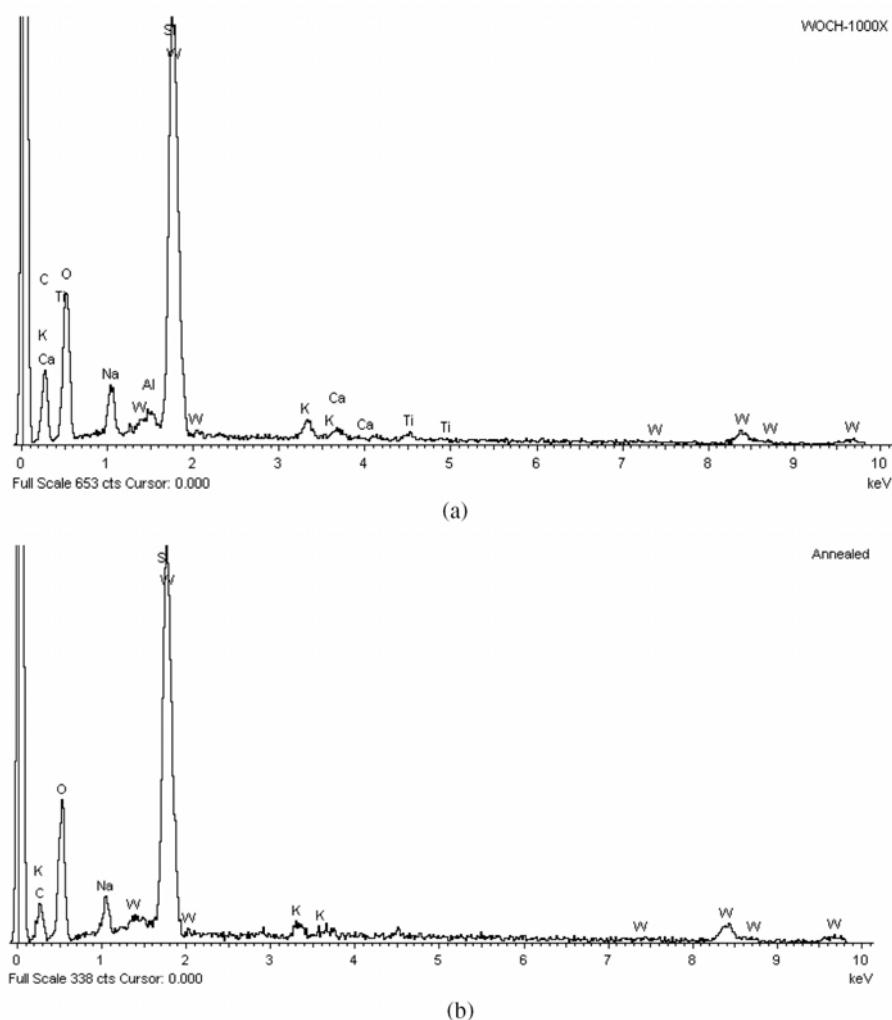 WOCH-1000X
S
W
C O
Ti
K
Ca
Na
W
Al
W
K
K
Ca
Ca
Ti
Ti
W
W
W
W
0 1 2 3 4 5 6 7 8 9 10
Full Scale 653 cts Cursor: 0.000
keV
(a)
Annealed
S
W
O
K
C
Na
W
W
K
K
W
W
W
W
0 1 2 3 4 5 6 7 8 9 10
Full Scale 338 cts Cursor: 0.000
keV
(b)